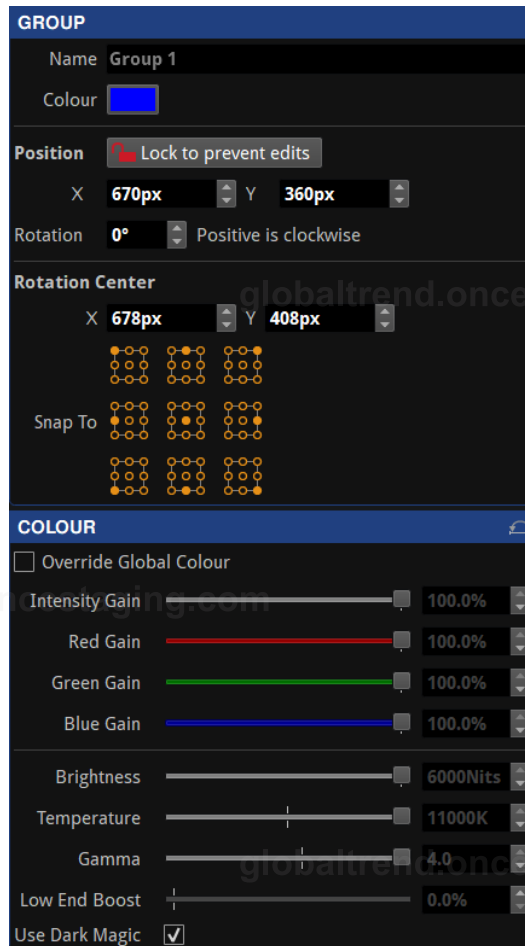 GROUP
Name Group 1
Colour
Position Lock to prevent edits
X 670px Y 360px
Rotation 0° Positive is clockwise
Rotation Center
globaltrend.once
X 678px Y 408px
Snap To
COLOUR
Override Global Colour
Intensity Gain 100.0%
ncestaging.com
Red Gain 100.0%
Green Gain 100.0%
Blue Gain 100.0%
Brightness 6000Nits
Temperature 11000K
Gamma 4.0
globaltrend.once
Low End Boost 0.0%
Use Dark Magic